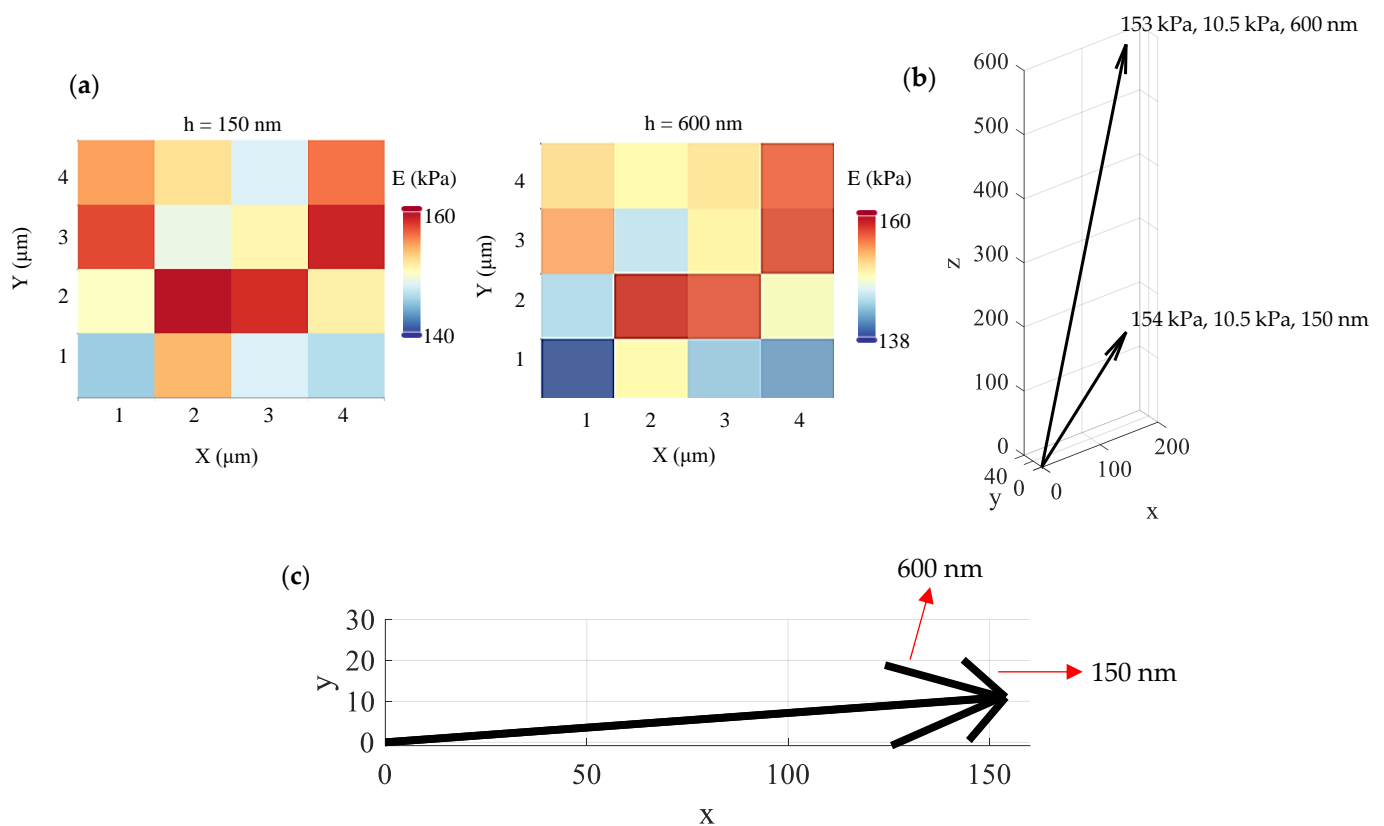 (a)
h = 150 nm
4
3
2
1
Y (μm)
1 2 3 4
X (μm)
E (kPa)
160
140
h = 600 nm
4
3
2
1
Y (μm)
1 2 3 4
X (μm)
E (kPa)
160
138
(b)
153 kPa, 10.5 kPa, 600 nm
154 kPa, 10.5 kPa, 150 nm
600
500
400
300
200
100
0
z
40 0
y
0 100 200
x
(c)
600 nm
150 nm
30
20
10
0
y
0 50 100 150
x